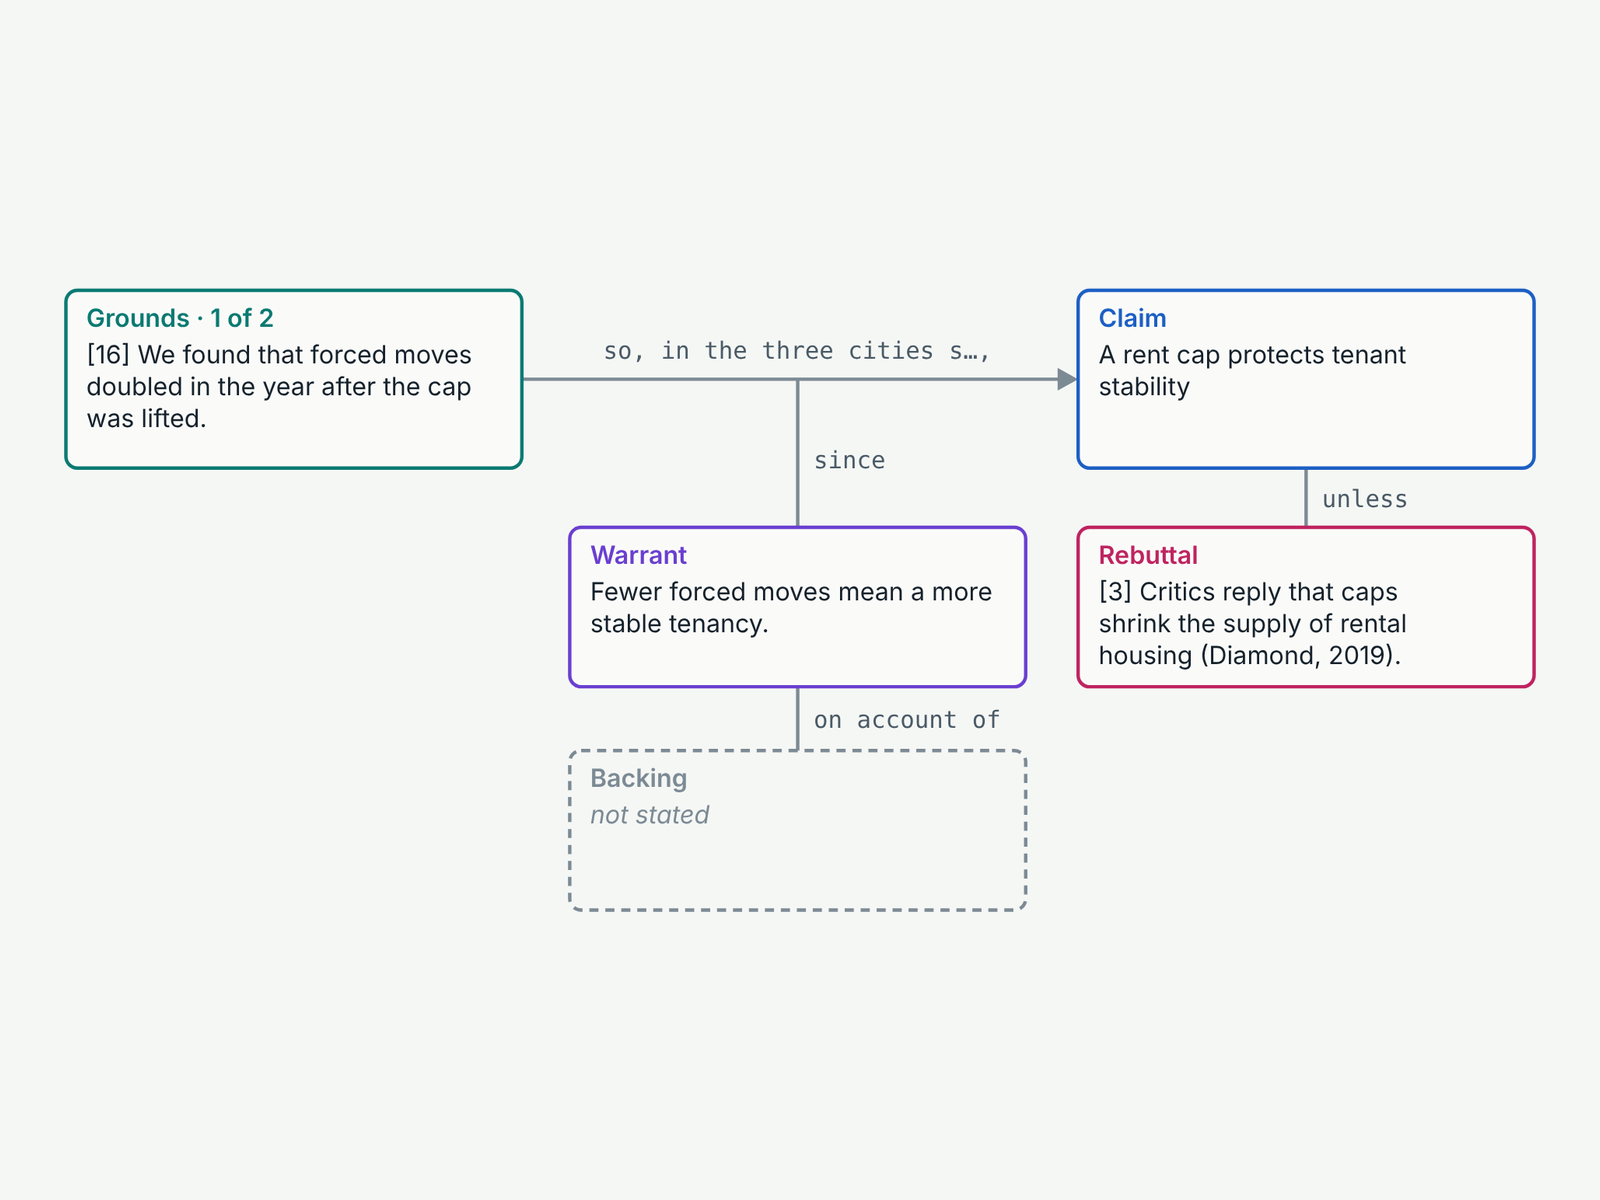 Grounds · 1 of 2
[16] We found that forced moves
doubled in the year after the cap
was lifted.
so, in the three cities s…,
Claim
A rent cap protects tenant
stability
since
unless
Warrant
Fewer forced moves mean a more
stable tenancy.
Rebuttal
[3] Critics reply that caps
shrink the supply of rental
housing (Diamond, 2019).
on account of
Backing
not stated